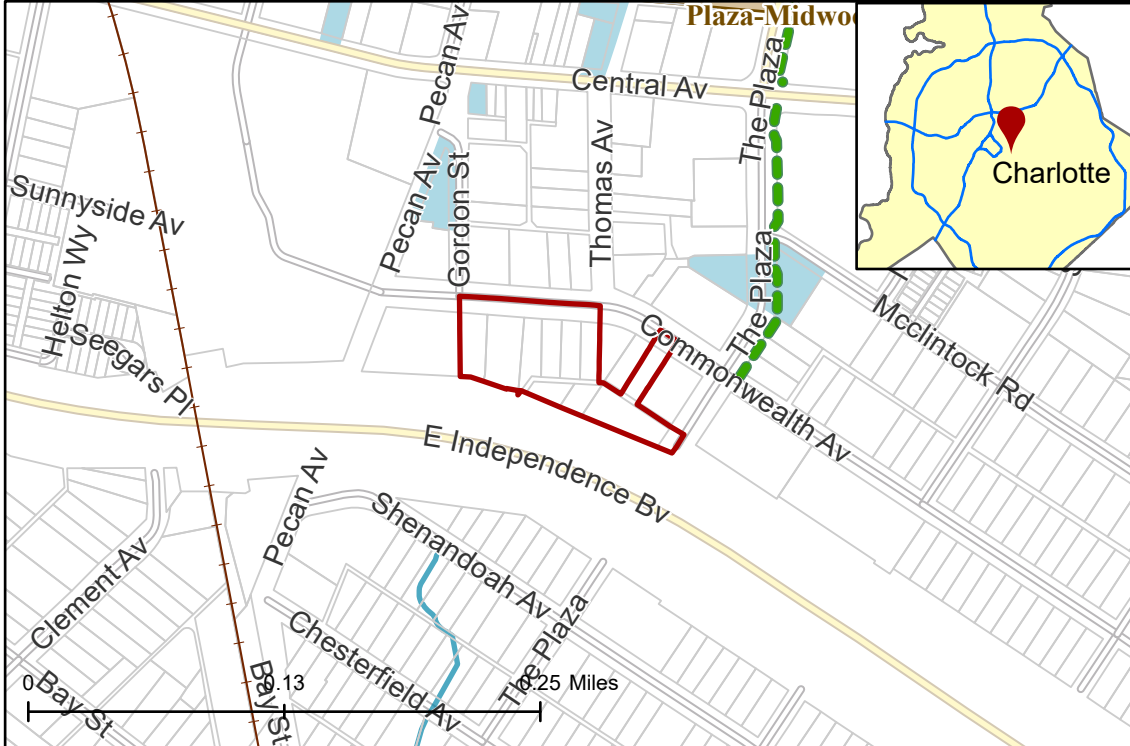 Plaza-Midwoo
Pecan Av
Central Av
The Plaza
Charlotte
Sunnyside Av
Pecan Av
Gordon St
Thomas Av
The Plaza
Helton Wy
Seegars Pl
Commonwealth Av
Mcclintock Rd
E Independence Bv
Pecan Av
Shenandoah Av
Clement Av
Chesterfield Av
The Plaza
Bay St
Bay St
0
0.13
0.25 Miles